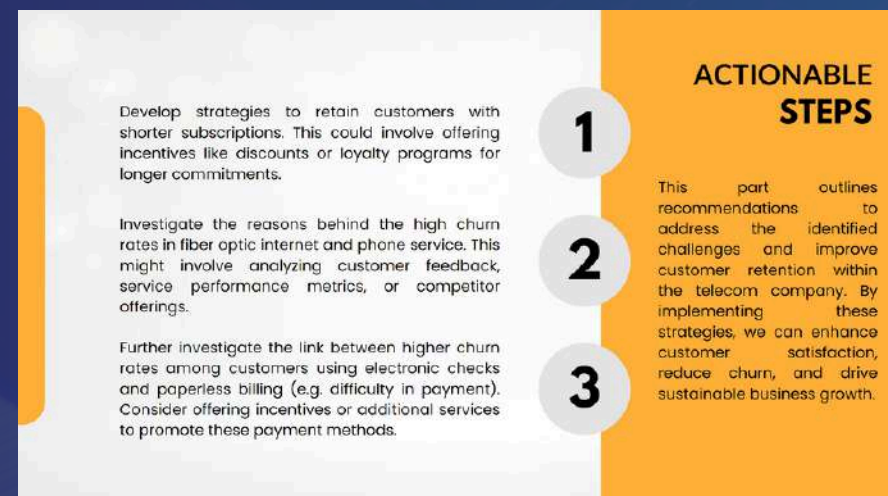 Develop strategies to retain customers with
shorter subscriptions. This could involve offering
incentives like discounts or loyalty programs for
longer commitments.
Investigate the reasons behind the high churn
rates in fiber optic internet and phone service. This
might involve analyzing customer feedback,
service performance metrics, or competitor
offerings.
Further investigate the link between higher churn
rates among customers using electronic checks
and paperless billing (e.g. difficulty in payment).
Consider offering incentives or additional services
to promote these payment methods.
1
2
3
ACTIONABLE
STEPS
This part outlines
recommendations to
address the identified
challenges and improve
customer retention within
the telecom company. By
implementing these
strategies, we can enhance
customer satisfaction,
reduce churn, and drive
sustainable business growth.